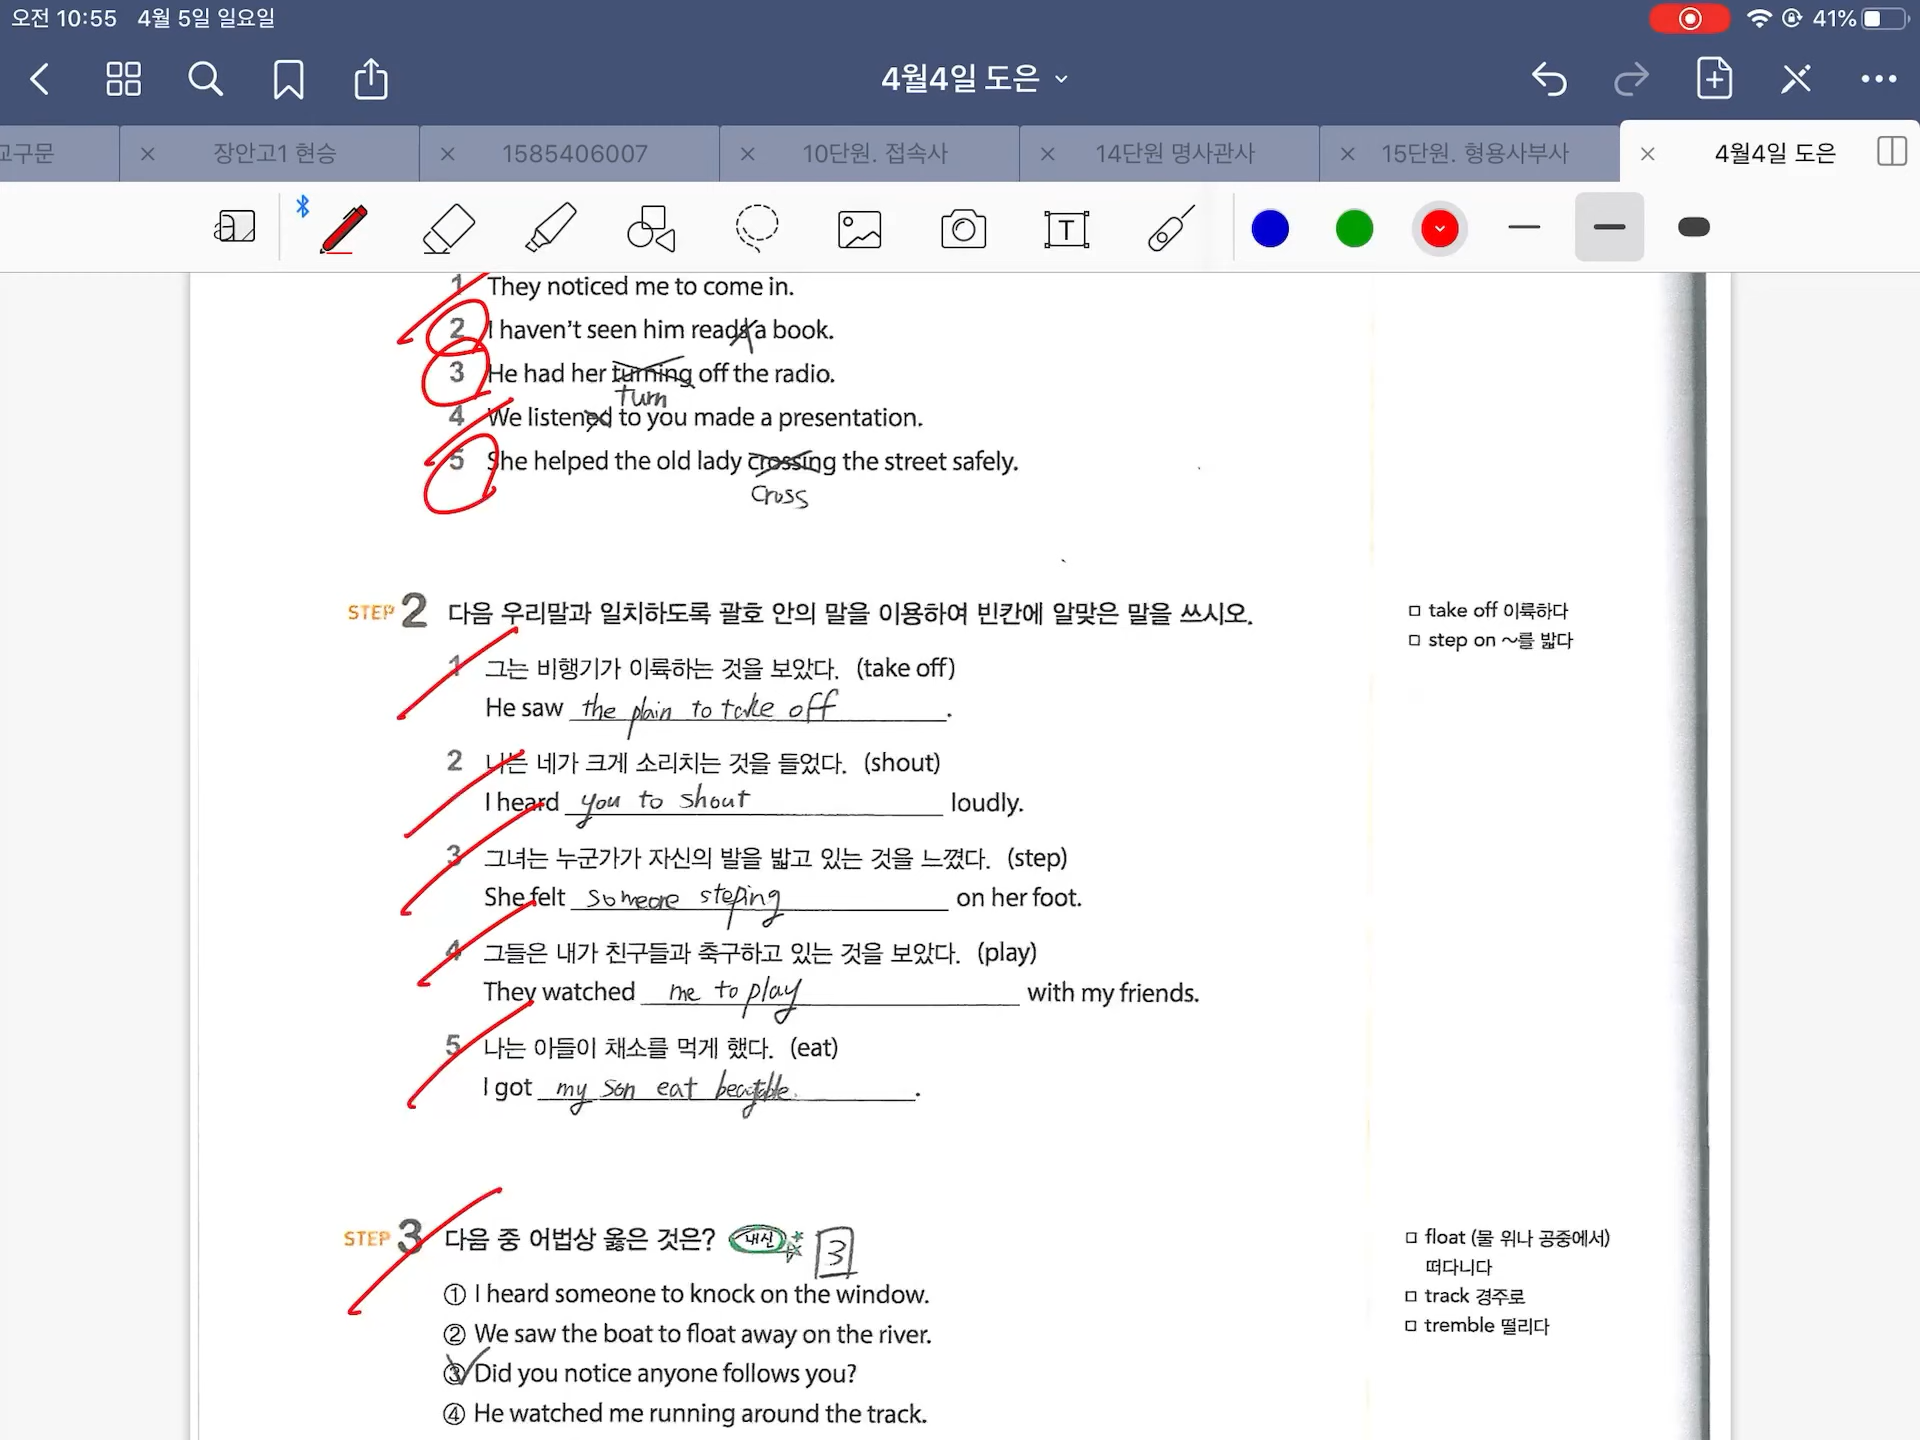 오전 10:55 4월 5일 일요일
41%
4월4일 도은
교구문
장안고1 현승
1585406007
10단원. 접속사
14단원 명사관사
15단원. 형용사부사
4월4일 도은
1 They noticed me to come in.
2 I haven't seen him reads a book.
3 He had her turning off the radio.
turn
4 We listened to you made a presentation.
5 She helped the old lady crossing the street safely.
cross
STEP 2 다음 우리말과 일치하도록 괄호 안의 말을 이용하여 빈칸에 알맞은 말을 쓰시오.
take off 이륙하다
step on ~를 밟다
1 그는 비행기가 이륙하는 것을 보았다. (take off)
He saw the plain to take off.
2 나는 네가 크게 소리치는 것을 들었다. (shout)
I heard you to shout loudly.
3 그녀는 누군가가 자신의 발을 밟고 있는 것을 느꼈다. (step)
She felt someone steping on her foot.
4 그들은 내가 친구들과 축구하고 있는 것을 보았다. (play)
They watched me to play with my friends.
5 나는 아들이 채소를 먹게 했다. (eat)
I got my son eat .
STEP 3 다음 중 어법상 옳은 것은? 내신 3
float (물 위나 공중에서)
떠다니다
track 경주로
tremble 떨리다
① I heard someone to knock on the window.
② We saw the boat to float away on the river.
③ Did you notice anyone follows you?
④ He watched me running around the track.